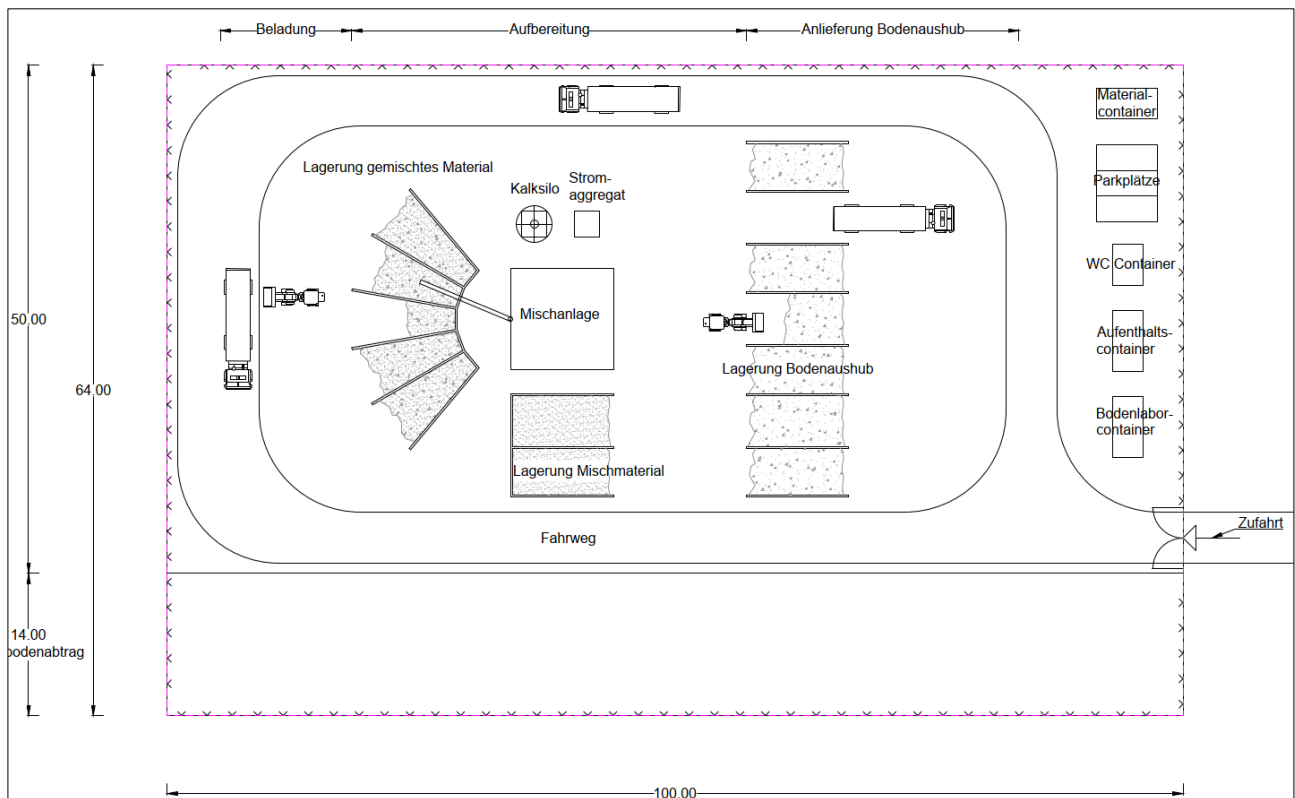 Beladung
Aufbereitung
Anlieferung Bodenaushub
Material-
container
Lagerung gemischtes Material
Kalksilo
Strom-
aggregat
Parkplätze
WC Container
Mischanlage
50.00
Aufenthalts-
container
Lagerung Bodenaushub
64.00
Bodenlabor-
container
Lagerung Mischmaterial
Zufahrt
Fahrweg
14.00
bodenabtrag
100.00